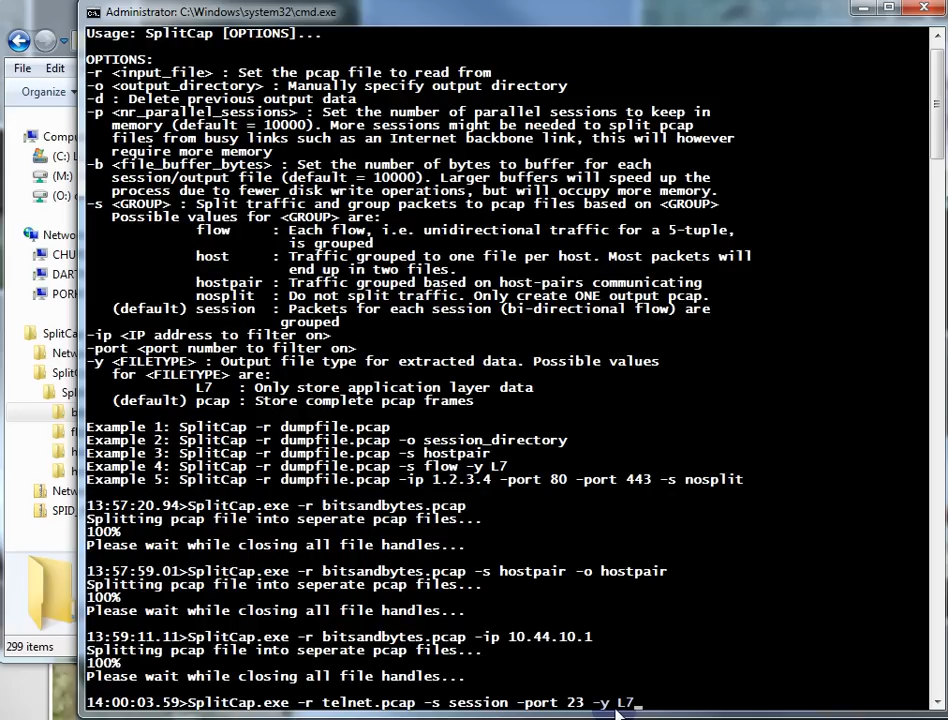 Administrator: C:\Windows\system32\cmd.exe
File Edit
Organize
Compu
(C:) L
(M:)
(O:) c
Netwo
CHU
DAR
POR
SplitCa
Netw
Split
Spl
b
fl
h
h
Netw
SPID_
299 items
Usage: SplitCap [OPTIONS]...
OPTIONS:
-r <input_file> : Set the pcap file to read from
-o <output_directory> : Manually specify output directory
-d : Delete previous output data
-p <nr_parallel_sessions> : Set the number of parallel sessions to keep in
memory (default = 10000). More sessions might be needed to split pcap
files from busy links such as an Internet backbone link, this will however
require more memory
-b <file_buffer_bytes> : Set the number of bytes to buffer for each
session/output file (default = 10000). Larger buffers will speed up the
process due to fewer disk write operations, but will occupy more memory.
-s <GROUP> : Split traffic and group packets to pcap files based on <GROUP>
Possible values for <GROUP> are:
flow : Each flow, i.e. unidirectional traffic for a 5-tuple,
is grouped
host : Traffic grouped to one file per host. Most packets will
end up in two files.
hostpair : Traffic grouped based on host-pairs communicating
nosplit : Do not split traffic. Only create ONE output pcap.
(default) session : Packets for each session (bi-directional flow) are
grouped
-ip <IP address to filter on>
-port <port number to filter on>
-y <FILETYPE> : Output file type for extracted data. Possible values
for <FILETYPE> are:
L7 : Only store application layer data
(default) pcap : Store complete pcap frames
Example 1: SplitCap -r dumpfile.pcap
Example 2: SplitCap -r dumpfile.pcap -o session_directory
Example 3: SplitCap -r dumpfile.pcap -s hostpair
Example 4: SplitCap -r dumpfile.pcap -s flow -y L7
Example 5: SplitCap -r dumpfile.pcap -ip 1.2.3.4 -port 80 -port 443 -s nosplit
13:57:20.94>SplitCap.exe -r bitsandbytes.pcap
Splitting pcap file into seperate pcap files...
100%
Please wait while closing all file handles...
13:57:59.01>SplitCap.exe -r bitsandbytes.pcap -s hostpair -o hostpair
Splitting pcap file into seperate pcap files...
100%
Please wait while closing all file handles...
13:59:11.11>SplitCap.exe -r bitsandbytes.pcap -ip 10.44.10.1
Splitting pcap file into seperate pcap files...
100%
Please wait while closing all file handles...
14:00:03.59>SplitCap.exe -r telnet.pcap -s session -port 23 -y L7_